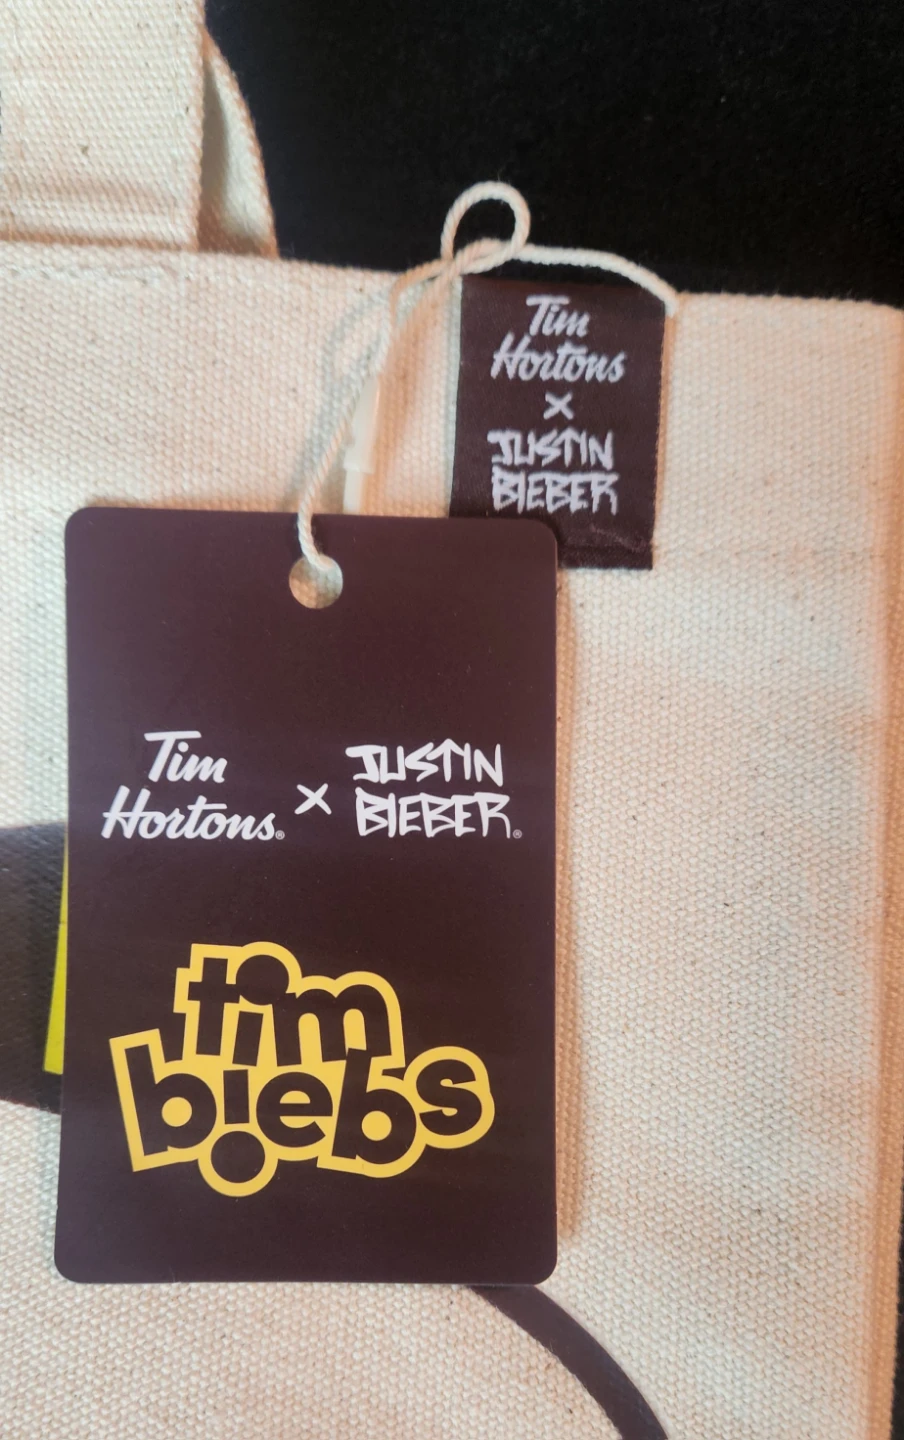 Tim
Hortons
X
JUSTIN
BIEBER
Tim
Hortons® X JUSTIN
BIEBER®
tim
biebs